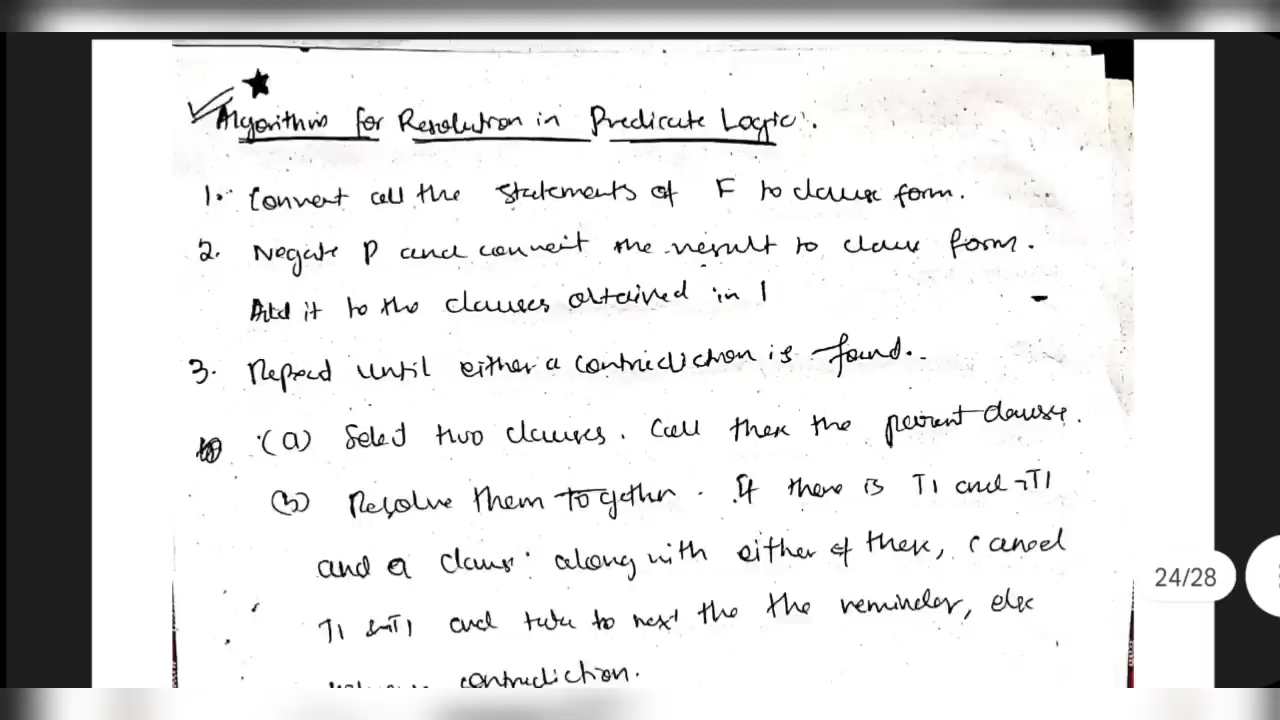 Algorithm for Resolution in Predicate Logic.
1. Convert all the statements of F to clause form.
2. Negate P and convert the result to clause form.
Add it to the clauses obtained in 1
3. Repeat until either a contradiction is found.
(a) Select two clauses. Call these the parent clause.
(b) Resolve them together. If there is T1 and ¬T1
and a clause along with either of these, cancel
T1 & ¬T1 and take to next the the reminder, else
contradiction.
24/28